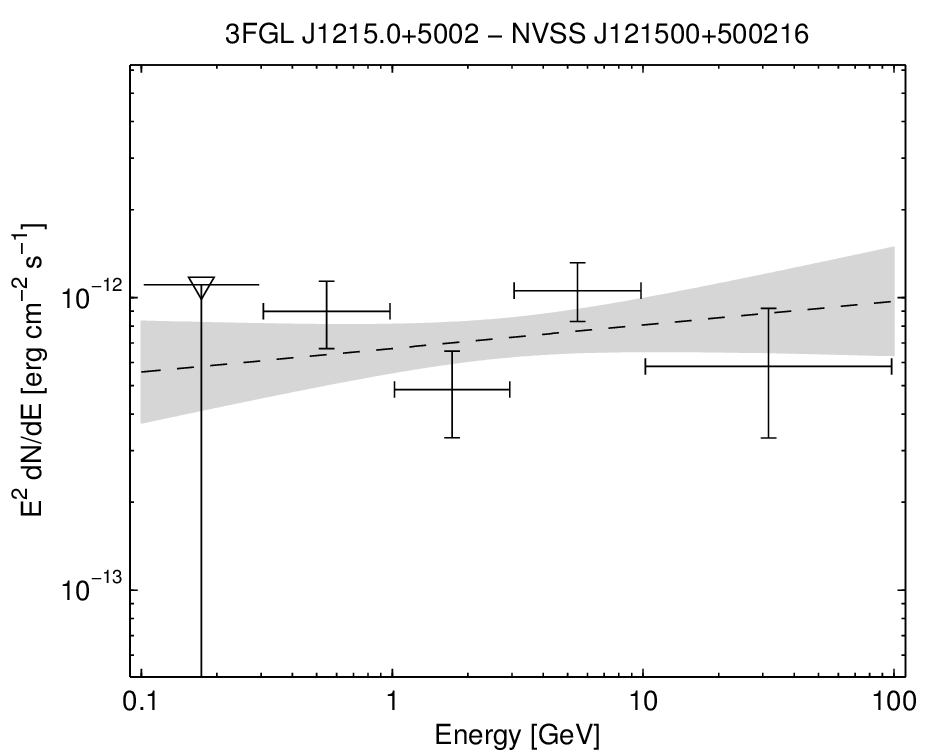 3FGL J1215.0+5002 − NVSS J121500+500216
E² dN/dE [erg cm⁻² s⁻¹]
10⁻¹²
10⁻¹³
0.1 1 10 100
Energy [GeV]